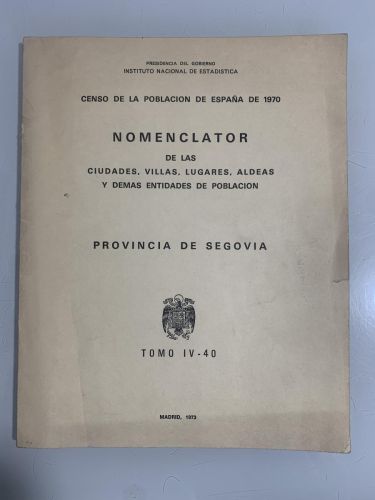 PRESIDENCIA DEL GOBIERNO
INSTITUTO NACIONAL DE ESTADISTICA
CENSO DE LA POBLACION DE ESPAÑA DE 1970
NOMENCLATOR
DE LAS
CIUDADES, VILLAS, LUGARES, ALDEAS
Y DEMAS ENTIDADES DE POBLACION
PROVINCIA DE SEGOVIA
TOMO IV-40
MADRID, 1973